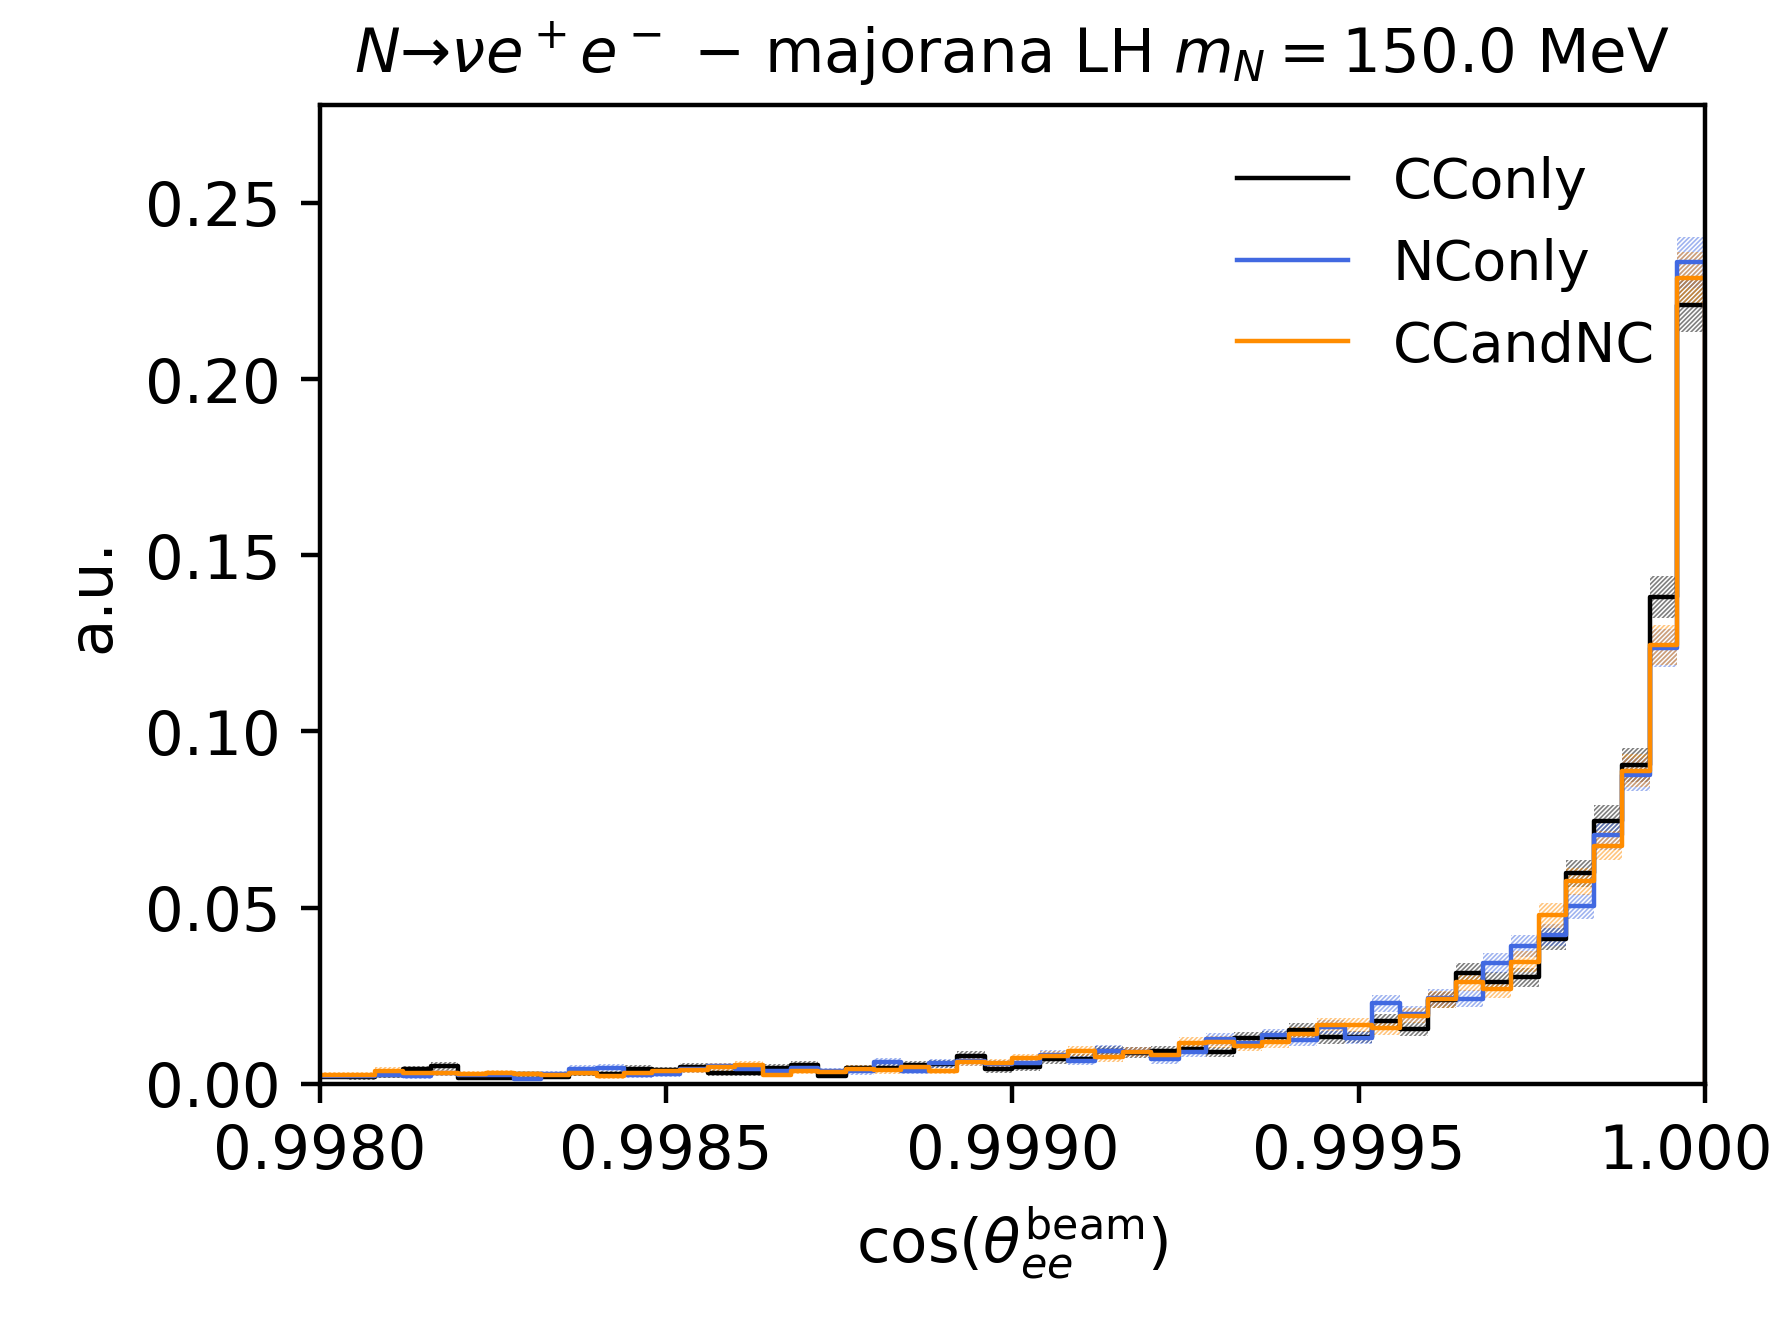 N→νe⁺e⁻ − majorana LH m_N = 150.0 MeV
CConly
NConly
CCandNC
0.25
0.20
0.15
0.10
0.05
0.00
a.u.
0.9980 0.9985 0.9990 0.9995 1.000
cos(θ_ee^beam)